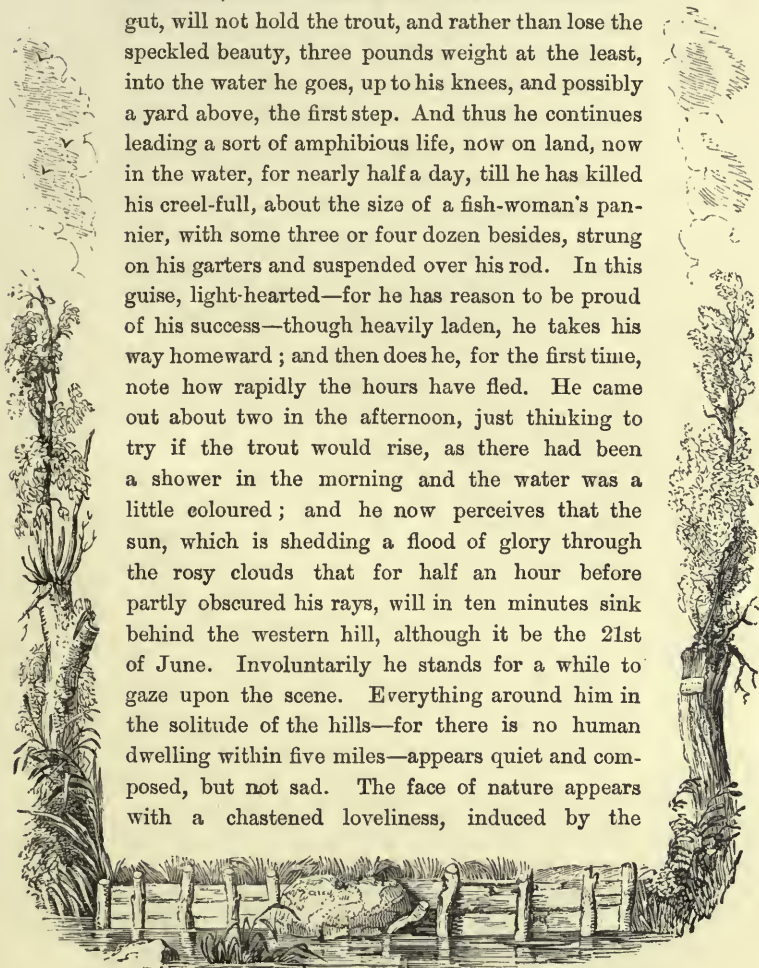 gut, will not hold the trout, and rather than lose the
speckled beauty, three pounds weight at the least,
into the water he goes, up to his knees, and possibly
a yard above, the first step. And thus he continues
leading a sort of amphibious life, now on land, now
in the water, for nearly half a day, till he has killed
his creel-full, about the size of a fish-woman's pan-
nier, with some three or four dozen besides, strung
on his garters and suspended over his rod. In this
guise, light-hearted—for he has reason to be proud
of his success—though heavily laden, he takes his
way homeward ; and then does he, for the first time,
note how rapidly the hours have fled. He came
out about two in the afternoon, just thinking to
try if the trout would rise, as there had been
a shower in the morning and the water was a
little coloured ; and he now perceives that the
sun, which is shedding a flood of glory through
the rosy clouds that for half an hour before
partly obscured his rays, will in ten minutes sink
behind the western hill, although it be the 21st
of June. Involuntarily he stands for a while to
gaze upon the scene. Everything around him in
the solitude of the hills—for there is no human
dwelling within five miles—appears quiet and com-
posed, but not sad. The face of nature appears
with a chastened loveliness, induced by the